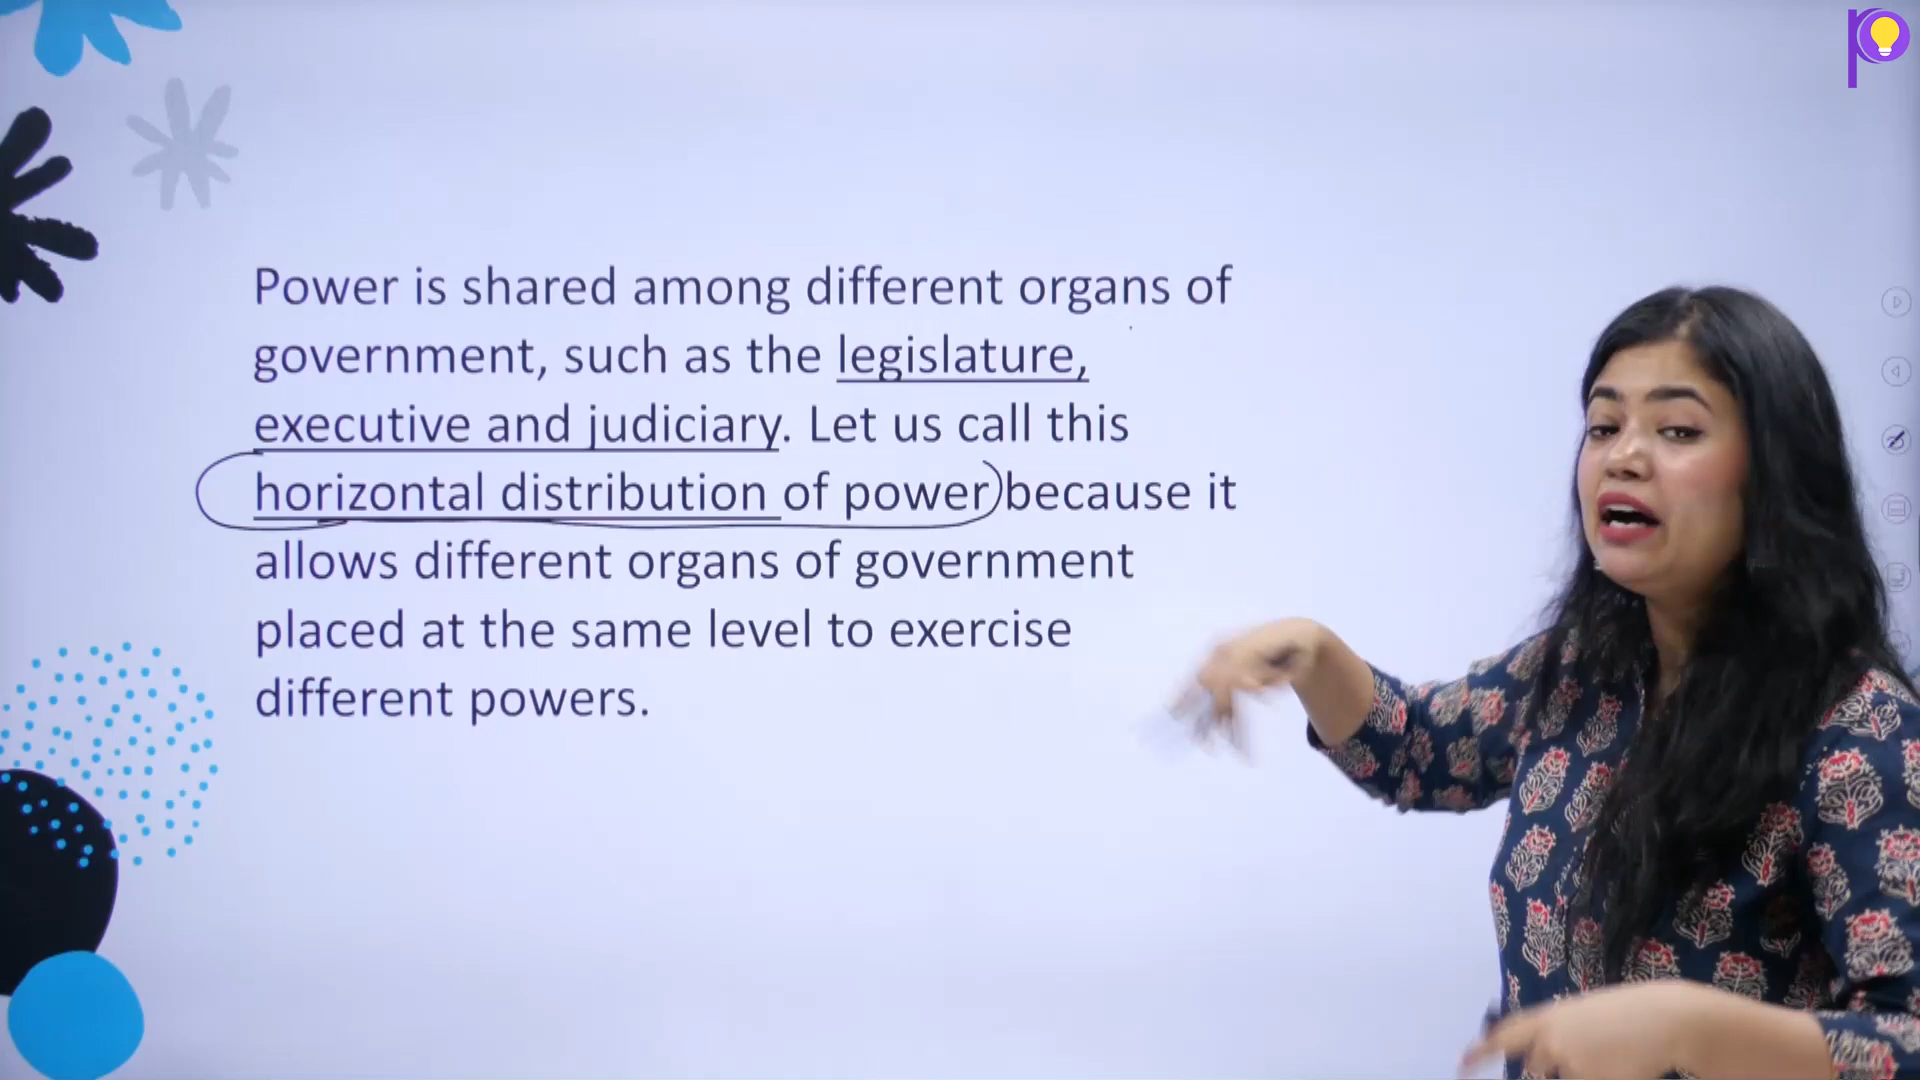 Power is shared among different organs of
government, such as the legislature,
executive and judiciary. Let us call this
horizontal distribution of power because it
allows different organs of government
placed at the same level to exercise
different powers.